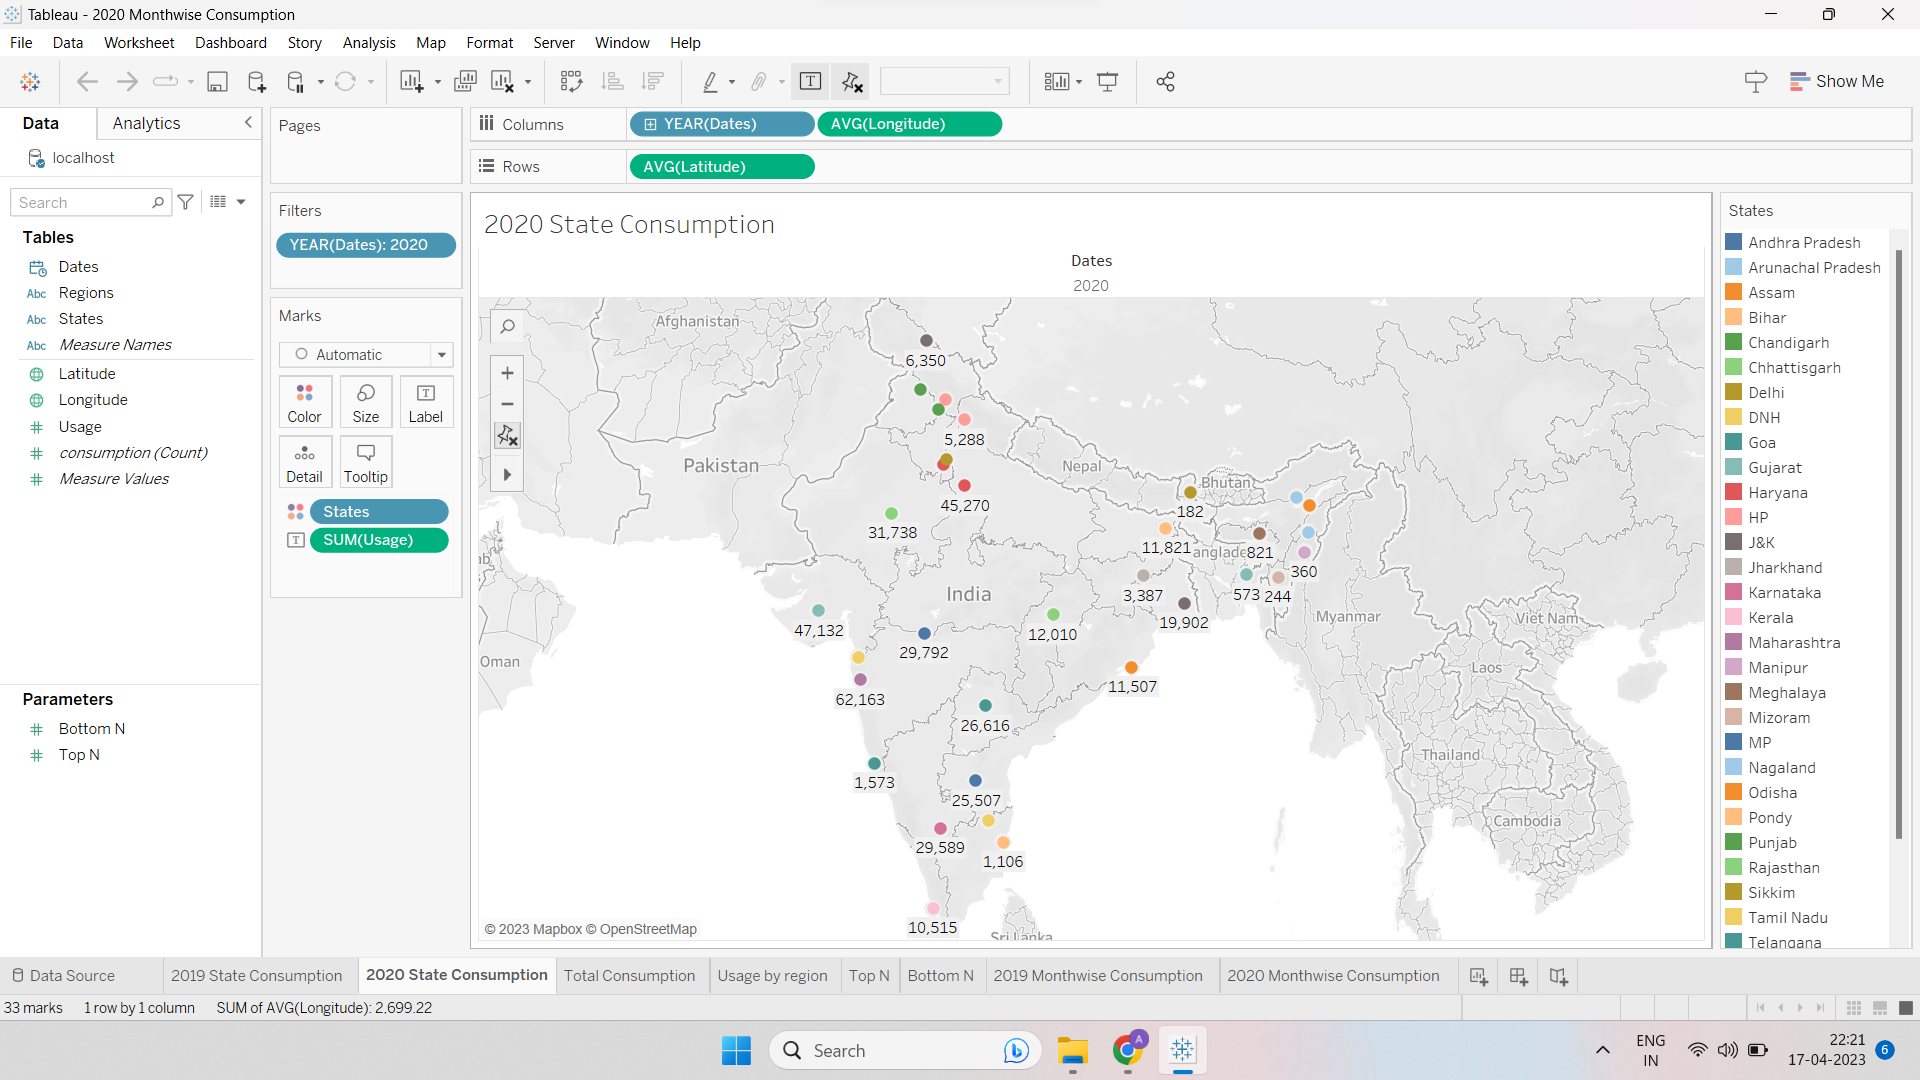 Tableau - 2020 Monthwise Consumption
File Data Worksheet Dashboard Story Analysis Map Format Server Window Help
Show Me
Data Analytics
localhost
Search
Tables
Dates
Abc Regions
Abc States
Abc Measure Names
Latitude
Longitude
Usage
consumption (Count)
Measure Values
Parameters
Bottom N
Top N
Pages
Filters
YEAR(Dates): 2020
Marks
Automatic
Color Size Label
Detail Tooltip
States
SUM(Usage)
Columns YEAR(Dates) AVG(Longitude)
Rows AVG(Latitude)
2020 State Consumption
Dates
2020
Afghanistan
6,350
5,288
Pakistan
Nepal
Bhutan
45,270
182
31,738
11,821
anglade
821
360
India
3,387
573
244
Myanmar
Viet Nam
47,132
12,010
19,902
29,792
Oman
Laos
62,163
11,507
26,616
Thailand
1,573
25,507
Cambodia
29,589
1,106
10,515
Sri Lanka
© 2023 Mapbox © OpenStreetMap
States
Andhra Pradesh
Arunachal Pradesh
Assam
Bihar
Chandigarh
Chhattisgarh
Delhi
DNH
Goa
Gujarat
Haryana
HP
J&K
Jharkhand
Karnataka
Kerala
Maharashtra
Manipur
Meghalaya
Mizoram
MP
Nagaland
Odisha
Pondy
Punjab
Rajasthan
Sikkim
Tamil Nadu
Telangana
Data Source 2019 State Consumption 2020 State Consumption Total Consumption Usage by region Top N Bottom N 2019 Monthwise Consumption 2020 Monthwise Consumption
33 marks 1 row by 1 column SUM of AVG(Longitude): 2,699.22
Search
A
ENG
IN
22:21
17-04-2023
6